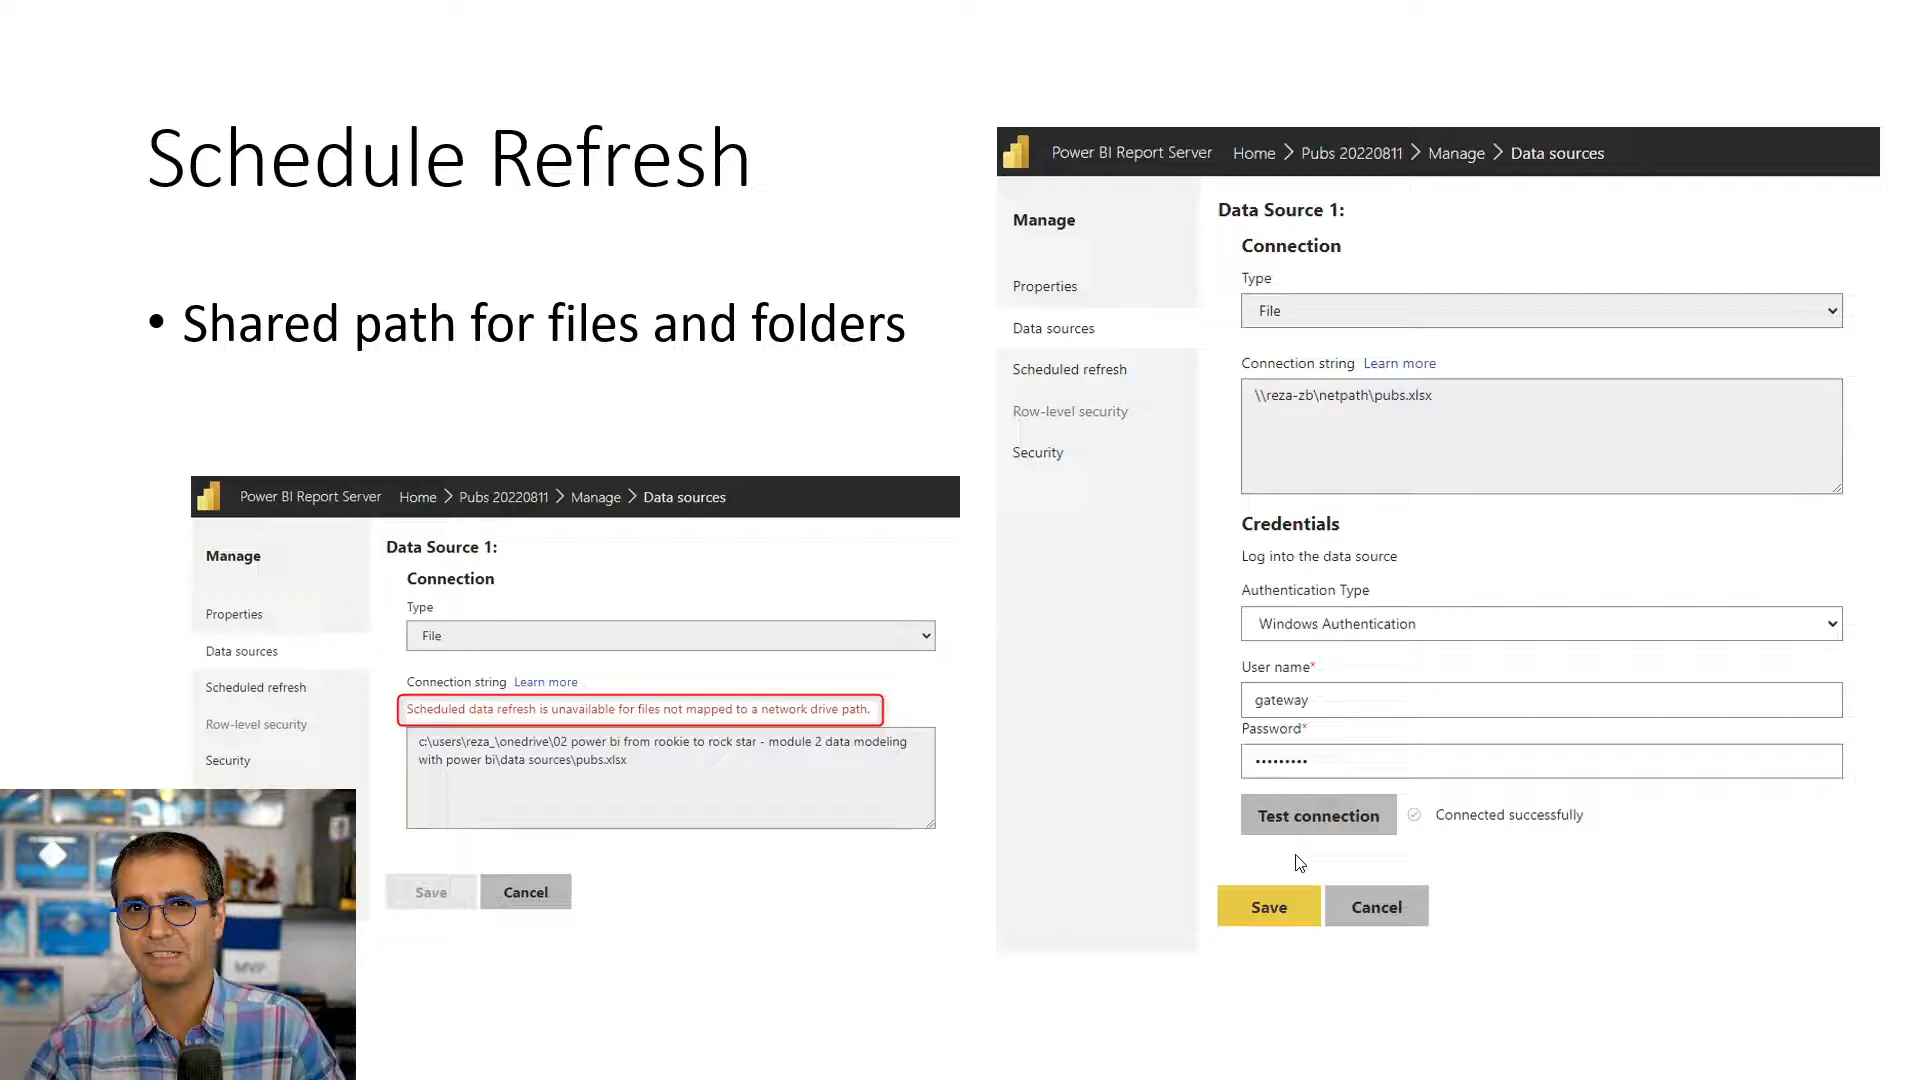 Schedule Refresh
• Shared path for files and folders
Power BI Report Server Home > Pubs 20220811 > Manage > Data sources
Manage
Properties
Data sources
Scheduled refresh
Row-level security
Security
Data Source 1:
Connection
Type
File
Connection string Learn more
Scheduled data refresh is unavailable for files not mapped to a network drive path.
c:\users\reza_\onedrive\02 power bi from rookie to rock star - module 2 data modeling
with power bi\data sources\pubs.xlsx
Save Cancel
MVP
Power BI Report Server Home > Pubs 20220811 > Manage > Data sources
Manage
Properties
Data sources
Scheduled refresh
Row-level security
Security
Data Source 1:
Connection
Type
File
Connection string Learn more
\\reza-zb\netpath\pubs.xlsx
Credentials
Log into the data source
Authentication Type
Windows Authentication
User name*
gateway
Password*
•••••••••
Test connection Connected successfully
Save Cancel